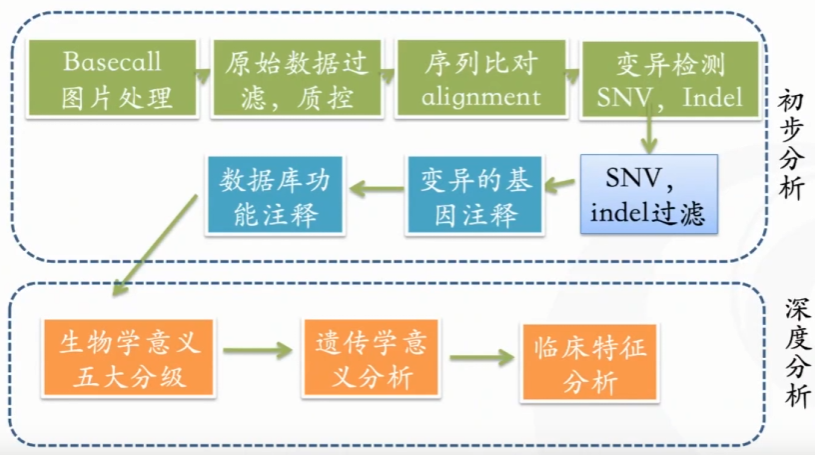 Basecall
图片处理
原始数据过
滤，质控
序列比对
alignment
变异检测
SNV，Indel
初步分析
SNV，
indel过滤
变异的基
因注释
数据库功
能注释
生物学意义
五大分级
遗传学意
义分析
临床特征
分析
深度分析